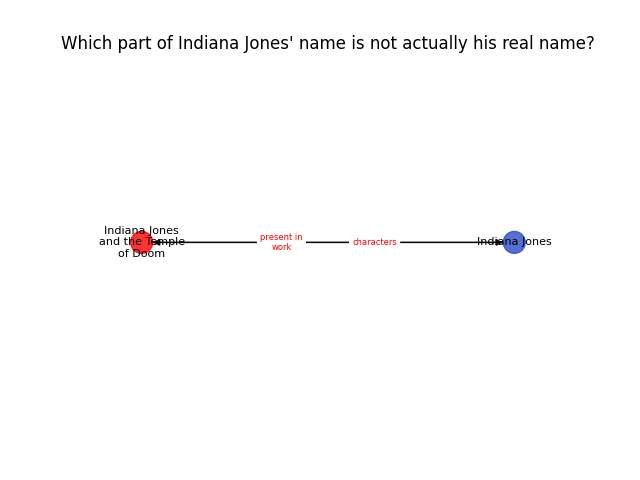 Which part of Indiana Jones' name is not actually his real name?
Indiana Jones
and the Temple
of Doom
present in
work
characters
Indiana Jones